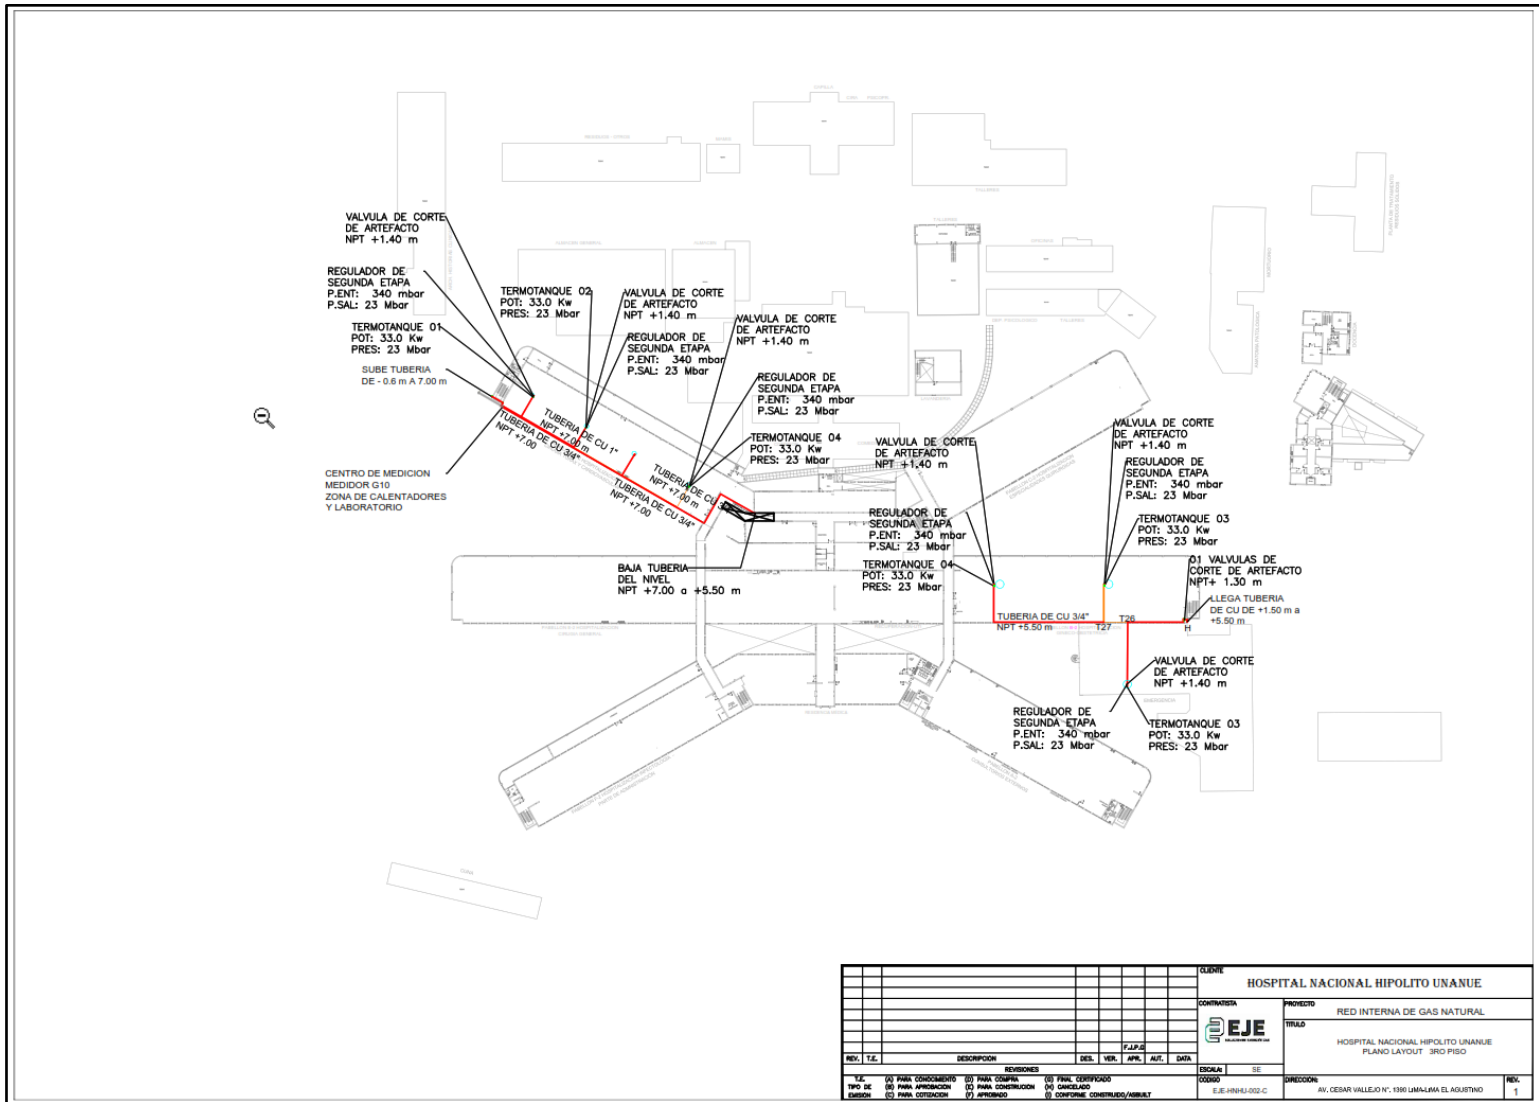 CAPILLA
TALLERES
VALVULA DE CORTE
DE ARTEFACTO
NPT +1.40 m
REGULADOR DE
SEGUNDA ETAPA
P.ENT: 340 mbar
P.SAL: 23 Mbar
TERMOTANQUE 01
POT: 33.0 Kw
PRES: 23 Mbar
SUBE TUBERIA
DE - 0.6 m A 7.00 m
TERMOTANQUE 02
POT: 33.0 Kw
PRES: 23 Mbar
VALVULA DE CORTE
DE ARTEFACTO
NPT +1.40 m
REGULADOR DE
SEGUNDA ETAPA
P.ENT: 340 mbar
P.SAL: 23 Mbar
VALVULA DE CORTE
DE ARTEFACTO
NPT +1.40 m
REGULADOR DE
SEGUNDA ETAPA
P.ENT: 340 mbar
P.SAL: 23 Mbar
TERMOTANQUE 04
POT: 33.0 Kw
PRES: 23 Mbar
TUBERIA DE CU 1"
NPT +7.00 m
TUBERIA DE CU 3/4"
NPT +7.00
TUBERIA DE CU 3
NPT +7.00 m
TUBERIA DE CU 3/4"
NPT +7.00
CENTRO DE MEDICION
MEDIDOR G10
ZONA DE CALENTADORES
Y LABORATORIO
BAJA TUBERIA
DEL NIVEL
NPT +7.00 a +5.50 m
VALVULA DE CORTE
DE ARTEFACTO
NPT +1.40 m
REGULADOR DE
SEGUNDA ETAPA
P.ENT: 340 mbar
P.SAL: 23 Mbar
TERMOTANQUE 04
POT: 33.0 Kw
PRES: 23 Mbar
VALVULA DE CORTE
DE ARTEFACTO
NPT +1.40 m
REGULADOR DE
SEGUNDA ETAPA
P.ENT: 340 mbar
P.SAL: 23 Mbar
TERMOTANQUE 03
POT: 33.0 Kw
PRES: 23 Mbar
01 VALVULAS DE
CORTE DE ARTEFACTO
NPT+ 1.30 m
LLEGA TUBERIA
DE CU DE +1.50 m a
+5.50 m
TUBERIA DE CU 3/4"
NPT +5.50 m
T27
T26
H
VALVULA DE CORTE
DE ARTEFACTO
NPT +1.40 m
REGULADOR DE
SEGUNDA ETAPA
P.ENT: 340 mbar
P.SAL: 23 Mbar
TERMOTANQUE 03
POT: 33.0 Kw
PRES: 23 Mbar
EMERGENCIA
CUNA
CLIENTE
HOSPITAL NACIONAL HIPOLITO UNANUE
CONTRATISTA
EJE
PROYECTO
RED INTERNA DE GAS NATURAL
TITULO
HOSPITAL NACIONAL HIPOLITO UNANUE
PLANO LAYOUT 3RO PISO
F.J.P.G
REV. T.E. DESCRIPCION DES. VER. APR. AUT. DATA
REVISIONES
ESCALA: SE
T.E.
TIPO DE
EMISION
(A) PARA CONOCIMIENTO (D) PARA COMPRA (G) FINAL CERTIFICADO
(B) PARA APROBACION (E) PARA CONSTRUCION (H) CANCELADO
(C) PARA COTIZACION (F) APROBADO (I) CONFORME CONSTRUIDO/ASBUILT
CODIGO
EJE-HNHU-002-C
DIRECCION:
AV. CESAR VALLEJO N°. 1390 LIMA-LIMA EL AGUSTINO
REV.
1